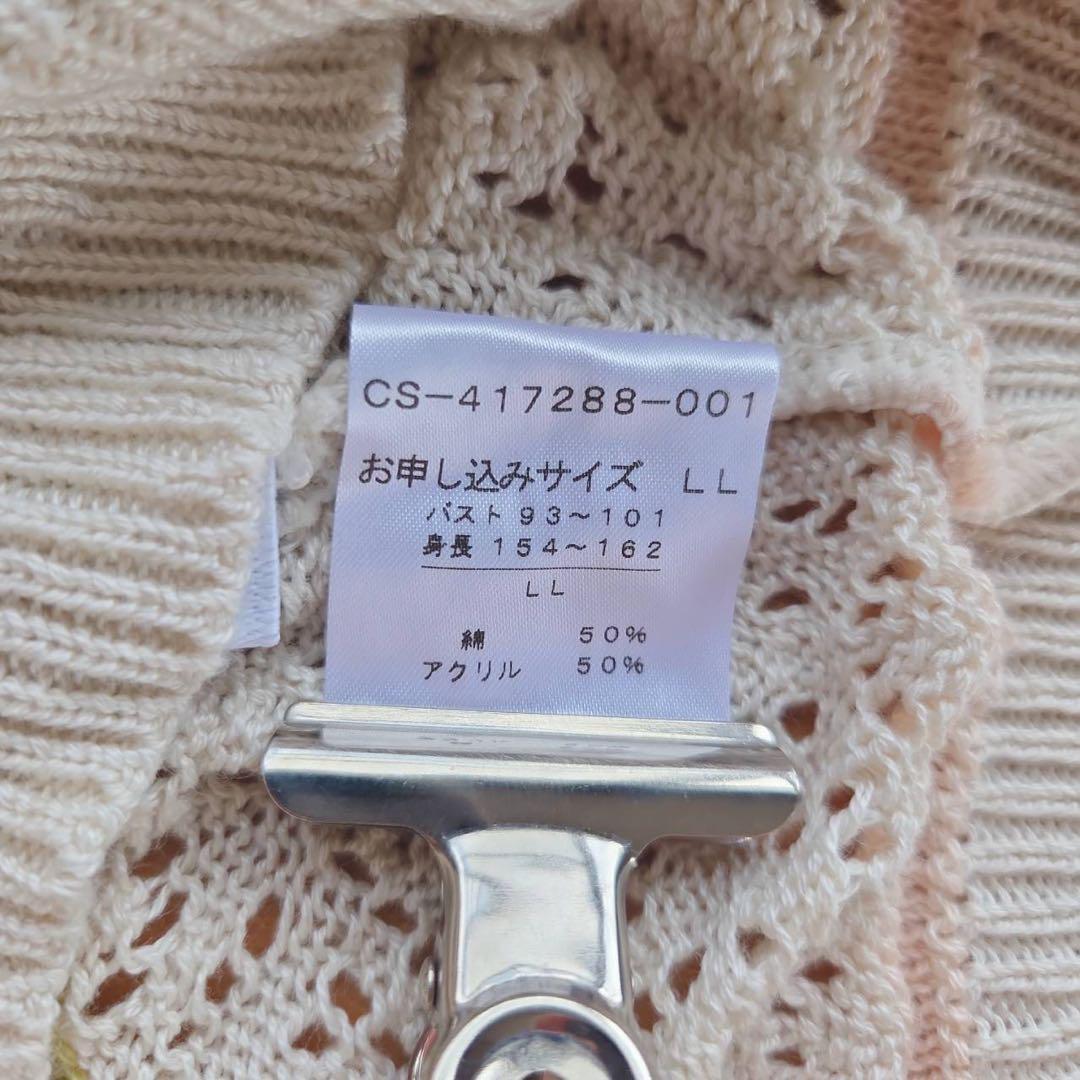 CS-417288-001
お申し込みサイズ LL
バスト 93~101
身長 154~162
LL
綿 50%
アクリル 50%